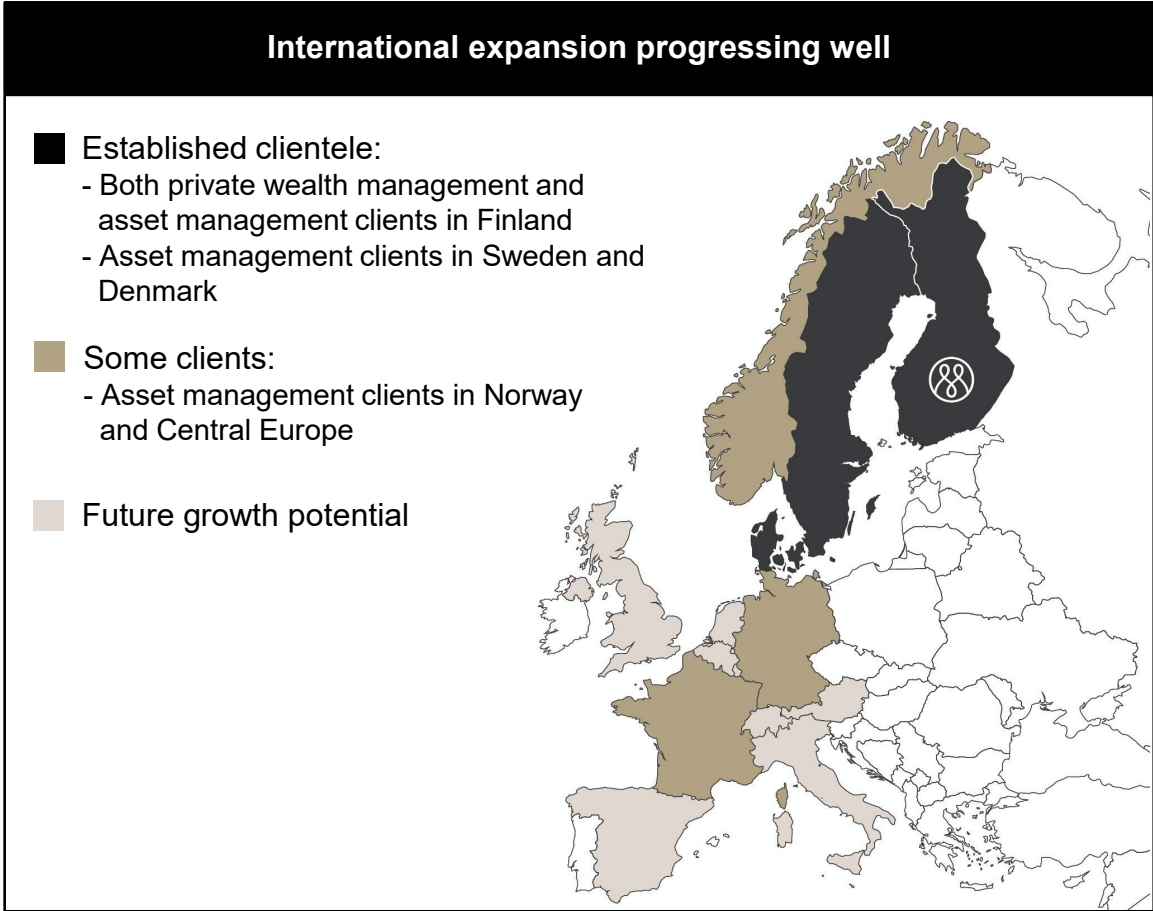 International expansion progressing well
Established clientele:
- Both private wealth management and
asset management clients in Finland
- Asset management clients in Sweden and
Denmark
Some clients:
- Asset management clients in Norway
and Central Europe
Future growth potential